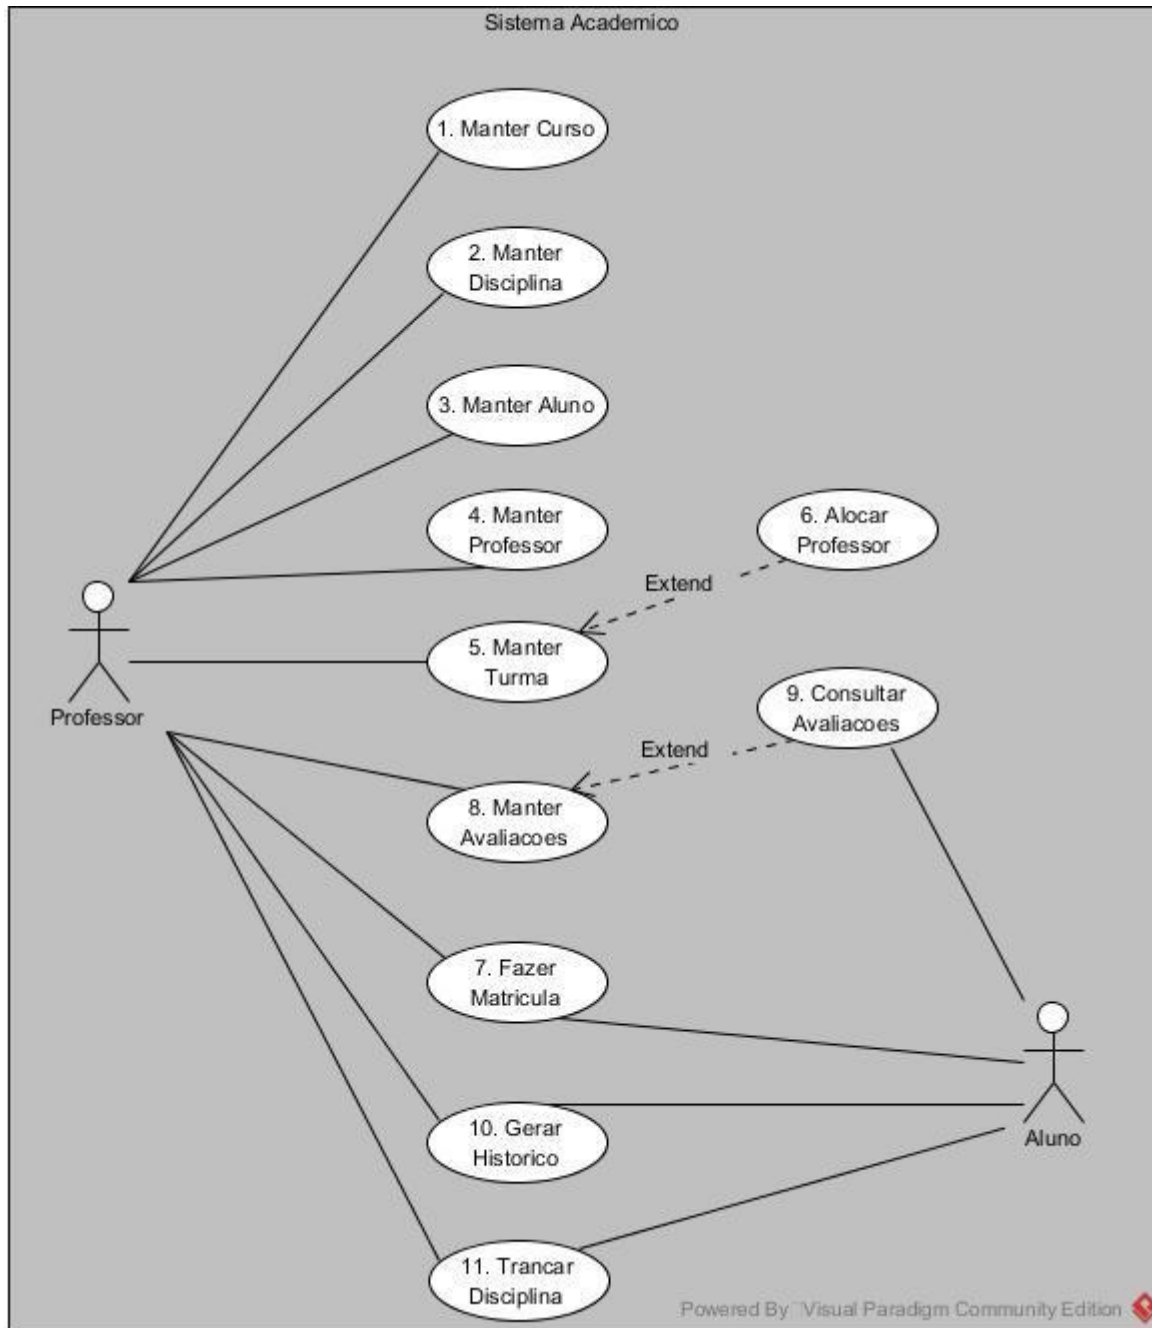 Sistema Academico
1. Manter Curso
2. Manter
Disciplina
3. Manter Aluno
4. Manter
Professor
6. Alocar
Professor
Extend
5. Manter
Turma
Professor
9. Consultar
Avaliacoes
Extend
8. Manter
Avaliacoes
7. Fazer
Matricula
10. Gerar
Historico
Aluno
11. Trancar
Disciplina
Powered By Visual Paradigm Community Edition